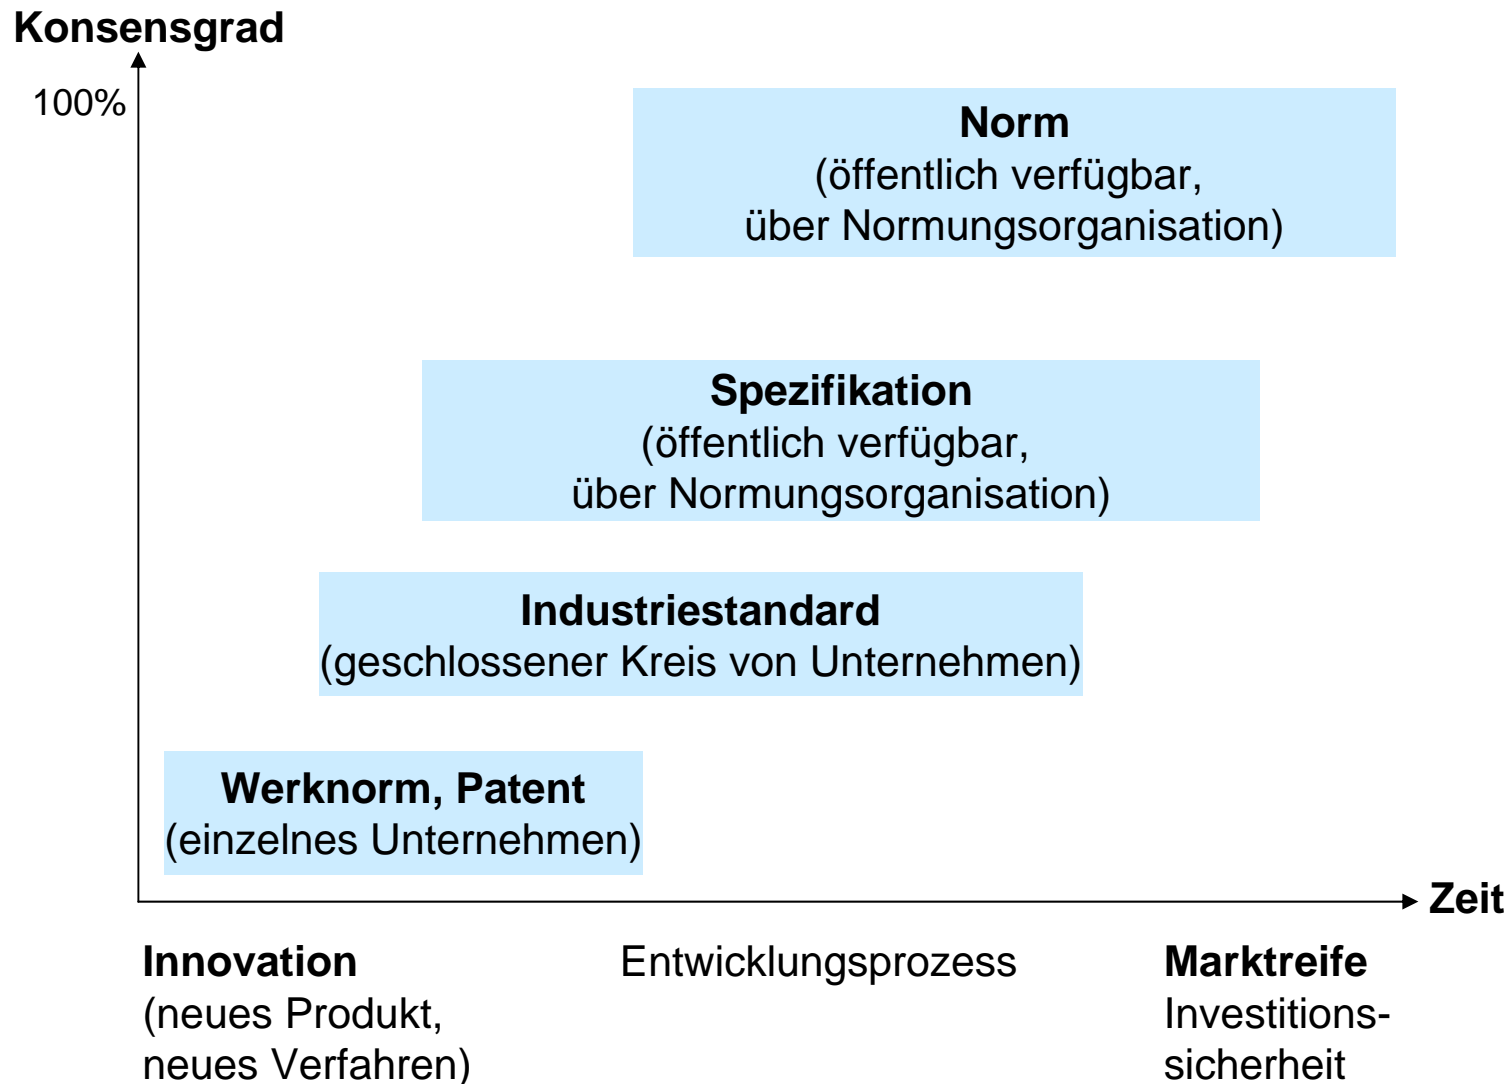 Konsensgrad
100%
Norm
(öffentlich verfügbar,
über Normungsorganisation)
Spezifikation
(öffentlich verfügbar,
über Normungsorganisation)
Industriestandard
(geschlossener Kreis von Unternehmen)
Werknorm, Patent
(einzelnes Unternehmen)
Zeit
Innovation
(neues Produkt,
neues Verfahren)
Entwicklungsprozess
Marktreife
Investitions-
sicherheit